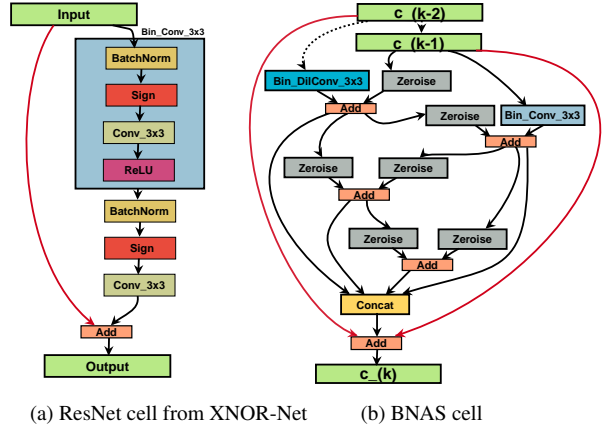 Input
Bin_Conv_3x3
BatchNorm
Sign
Conv_3x3
ReLU
BatchNorm
Sign
Conv_3x3
Add
Output
(a) ResNet cell from XNOR-Net
c_(k-2)
c_(k-1)
Bin_DilConv_3x3
Zeroise
Add
Zeroise
Bin_Conv_3x3
Add
Zeroise
Zeroise
Add
Zeroise
Zeroise
Add
Concat
Add
c_(k)
(b) BNAS cell